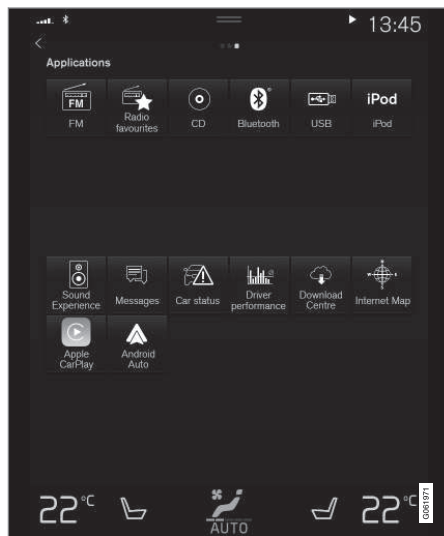 13:45
Applications
FM
FM
Radio
favourites
CD
Bluetooth
USB
iPod
iPod
Sound
Experience
Messages
Car status
Driver
performance
Download
Centre
Internet Map
Apple
CarPlay
Android
Auto
22°C
AUTO
22°C
G061971